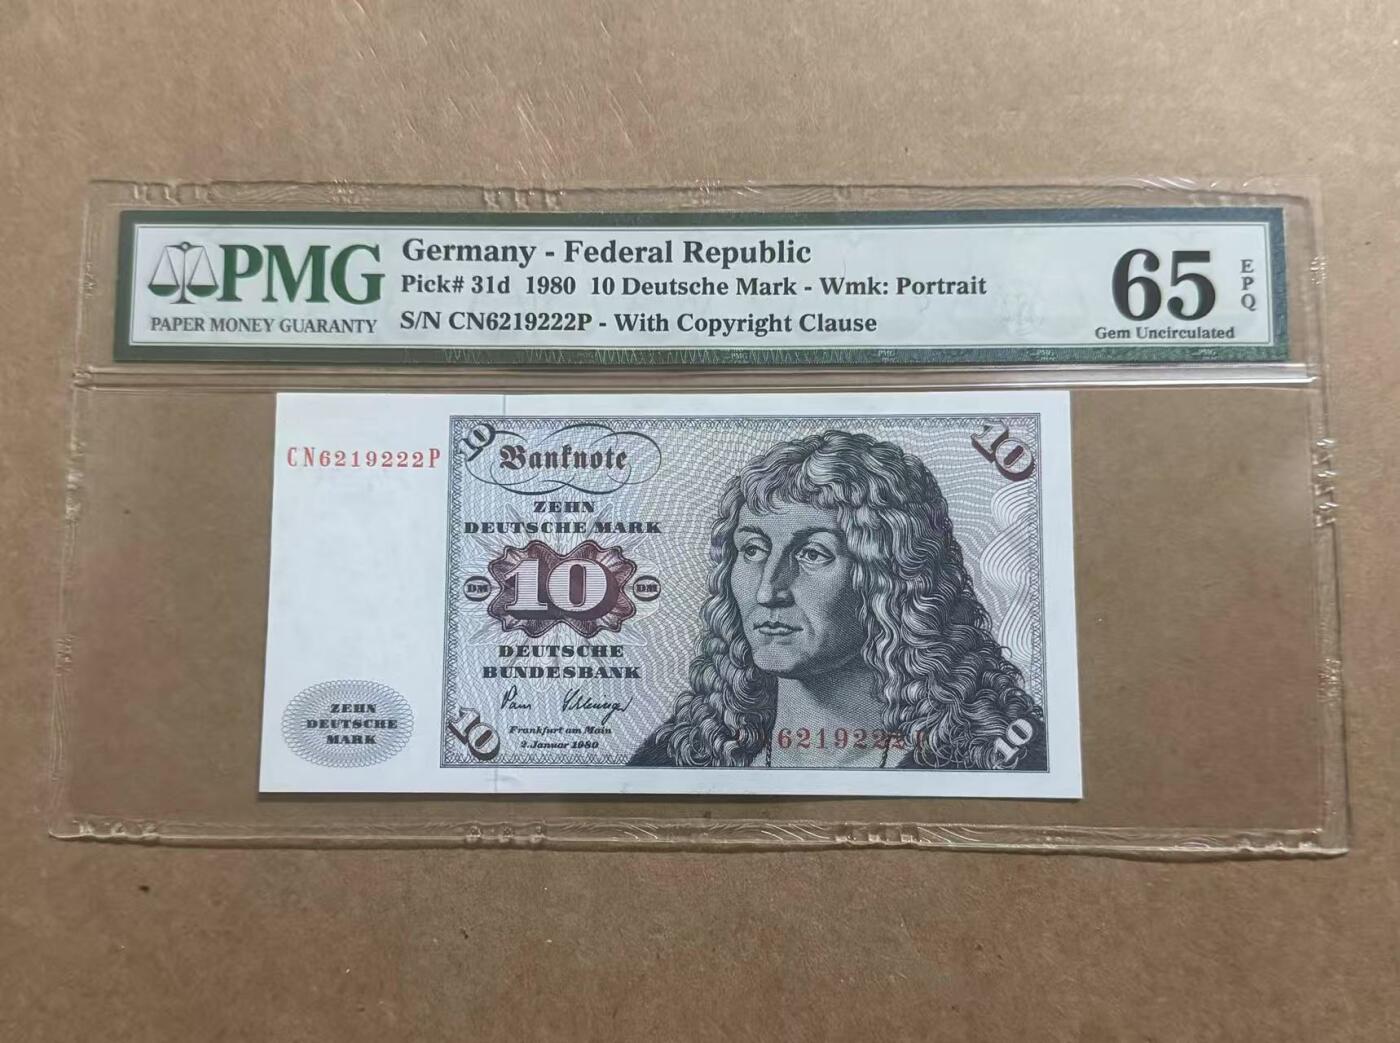 PMG
PAPER MONEY GUARANTY
Germany - Federal Republic
Pick# 31d 1980 10 Deutsche Mark - Wmk: Portrait
S/N CN6219222P - With Copyright Clause
65
EPQ
Gem Uncirculated
CN6219222P
10
Banknote
10
ZEHN
DEUTSCHE MARK
DM 10 DM
DEUTSCHE
BUNDESBANK
Frankfurt am Main
2. Januar 1980
ZEHN
DEUTSCHE
MARK
10
CN6219222P
10